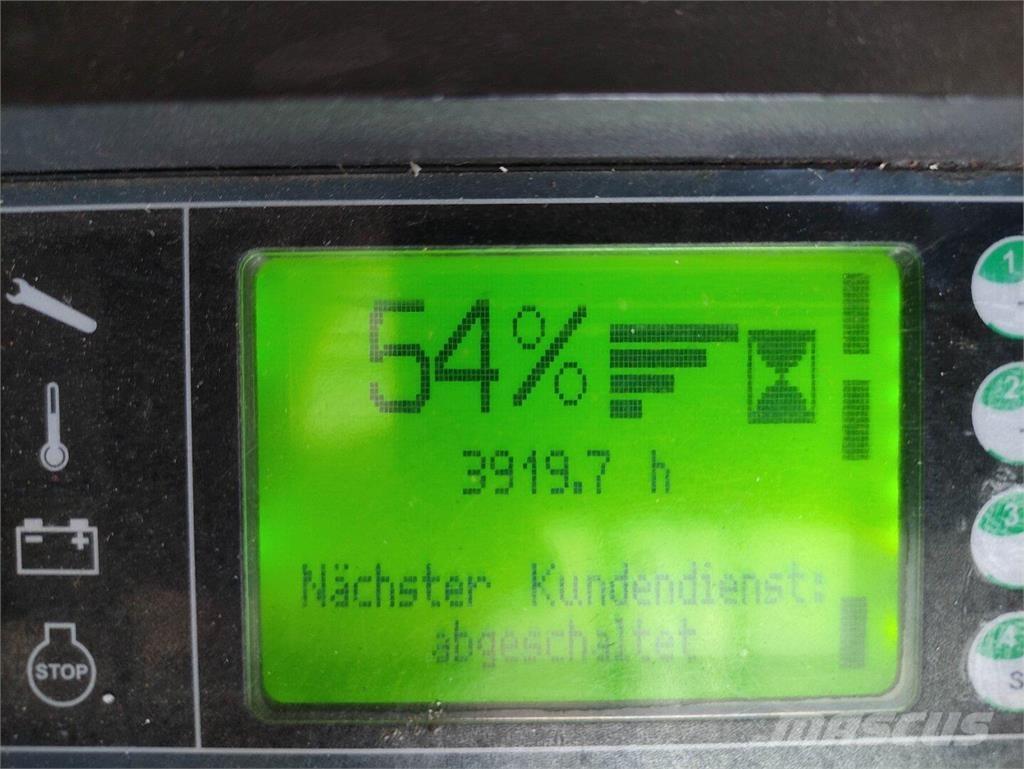 54%
3919.7 h
Nächster Kundendienst:
abgeschaltet
- +
STOP
1
2
3
4
S
mascus